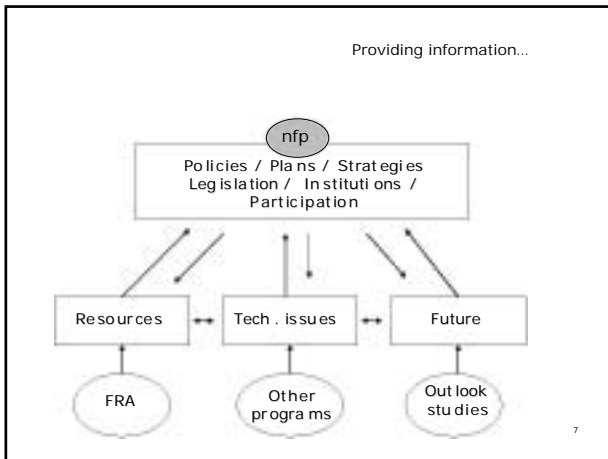 Providing information...
nfp
Policies / Plans / Strategies
Legislation / Institutions /
Participation
Resources
Tech. issues
Future
FRA
Other
programs
Outlook
studies
7